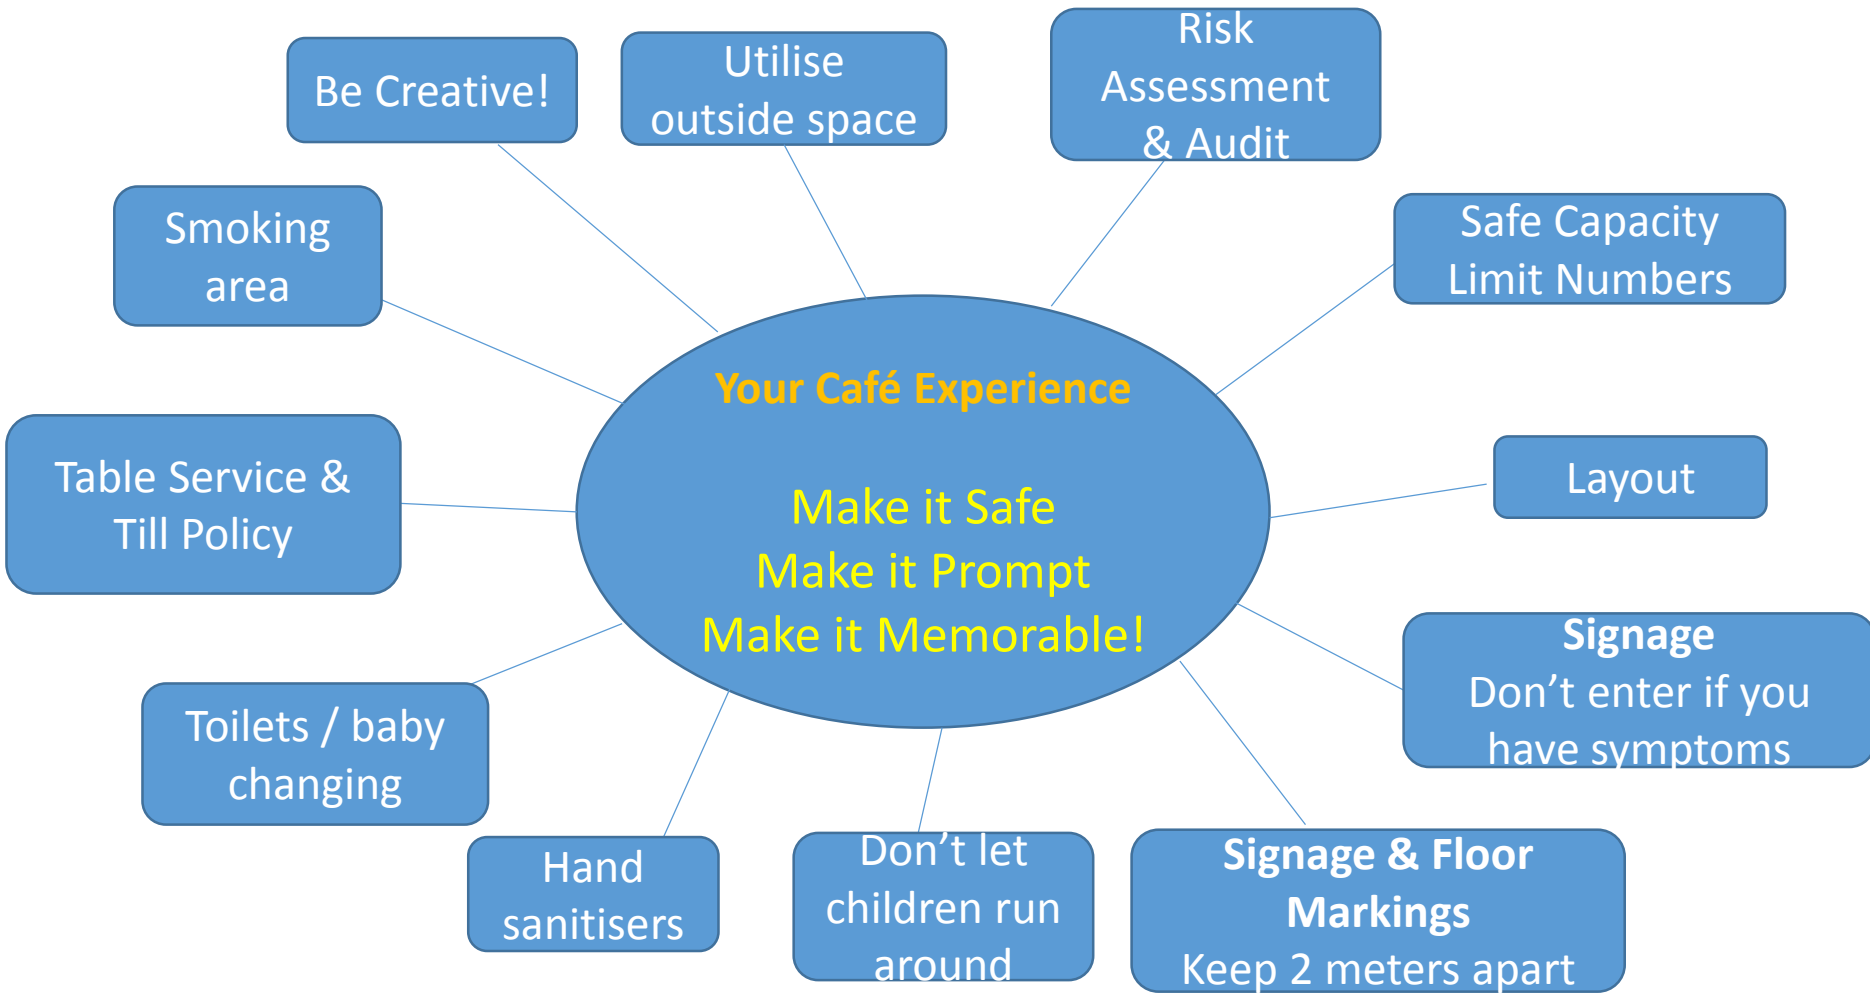 Be Creative!
Utilise
outside space
Risk
Assessment
& Audit
Smoking
area
Safe Capacity
Limit Numbers
Your Café Experience
Make it Safe
Make it Prompt
Make it Memorable!
Table Service &
Till Policy
Layout
Signage
Don’t enter if you
have symptoms
Toilets / baby
changing
Hand
sanitisers
Don’t let
children run
around
Signage & Floor
Markings
Keep 2 meters apart